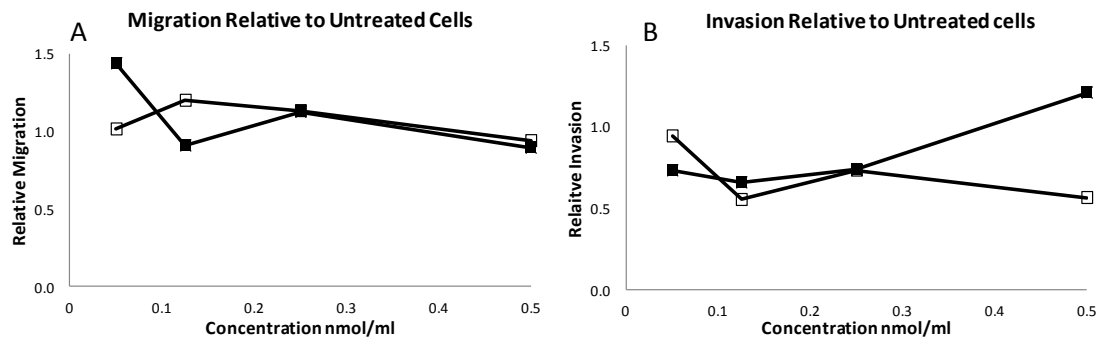 A
Migration Relative to Untreated Cells
1.5
1.0
0.5
0.0
Relative Migration
0
0.1
0.2
0.3
0.4
0.5
Concentration nmol/ml
B
Invasion Relative to Untreated cells
1.5
1.0
0.5
0.0
Relaitve Invasion
0
0.1
0.2
0.3
0.4
0.5
Concentration nmol/ml